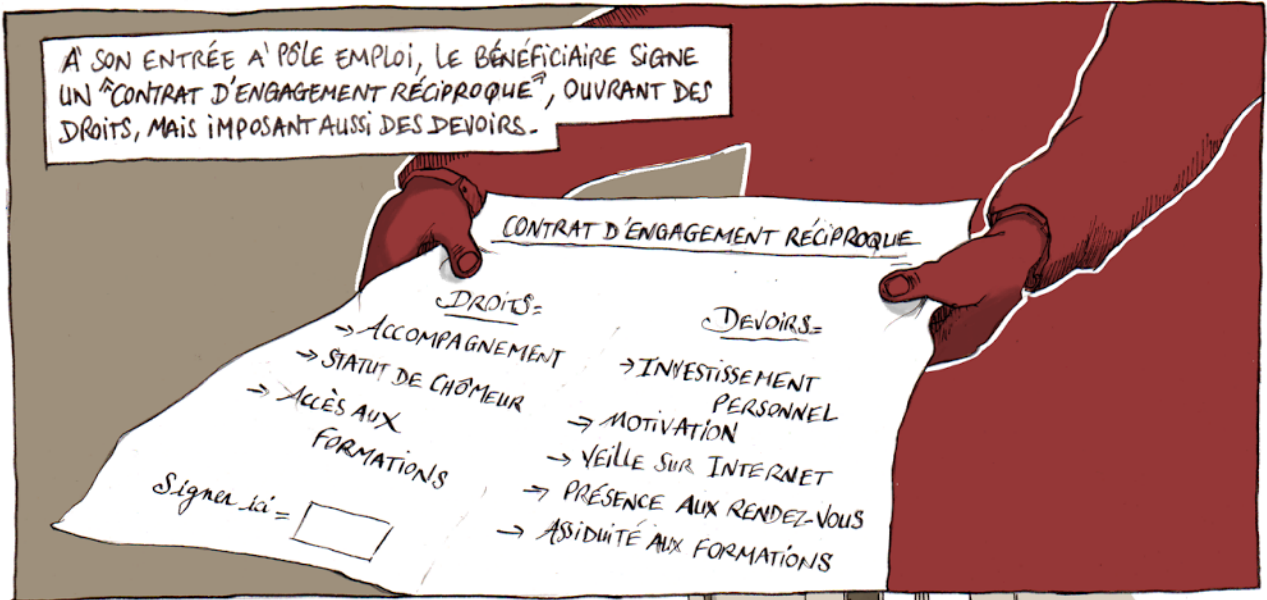 À SON ENTRÉE À PÔLE EMPLOI, LE BÉNÉFICIAIRE SIGNE
UN "CONTRAT D'ENGAGEMENT RÉCIPROQUE", OUVRANT DES
DROITS, MAIS IMPOSANT AUSSI DES DEVOIRS.
CONTRAT D'ENGAGEMENT RÉCIPROQUE
DROITS:
→ ACCOMPAGNEMENT
→ STATUT DE CHÔMEUR
→ ACCÈS AUX
FORMATIONS
Signer ici:
DEVOIRS:
→ INVESTISSEMENT
PERSONNEL
→ MOTIVATION
→ VEILLE SUR INTERNET
→ PRÉSENCE AUX RENDEZ-VOUS
→ ASSIDUITÉ AUX FORMATIONS